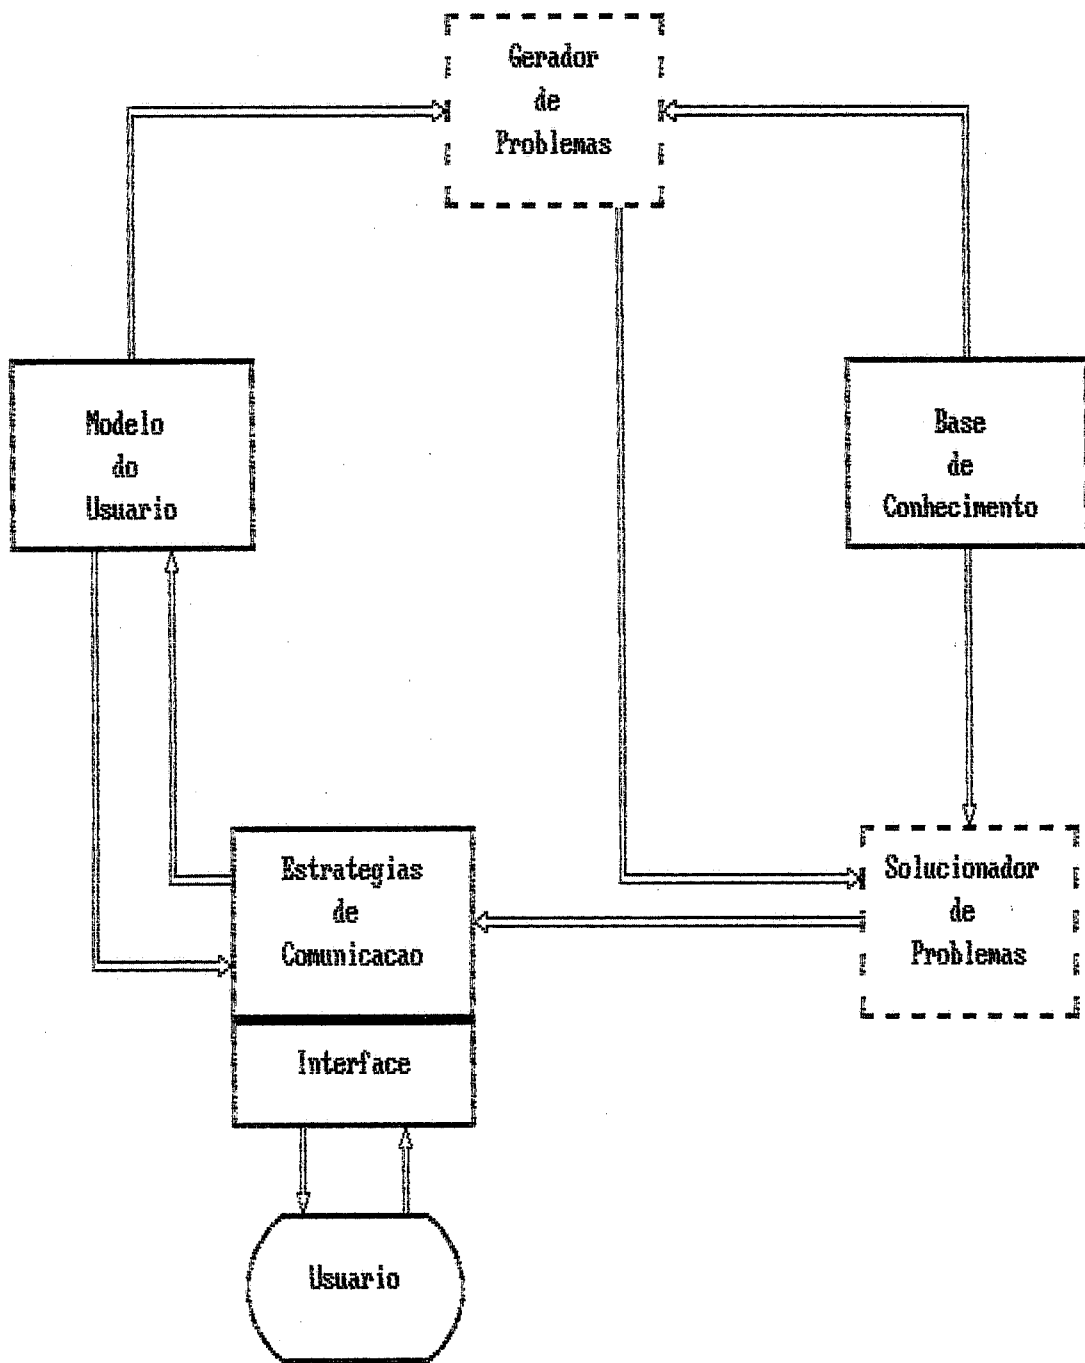 Gerador
de
Problemas
Modelo
do
Usuario
Base
de
Conhecimento
Estrategias
de
Comunicacao
Solucionador
de
Problemas
Interface
Usuario